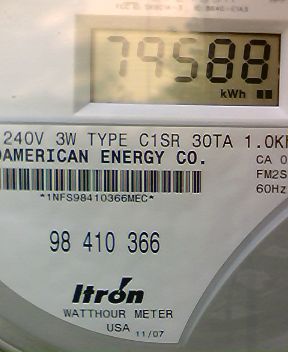 79588
kWh
240V 3W TYPE C1SR 30TA 1.0K
AMERICAN ENERGY CO.
CA 0
FM2S
60Hz
*1NFS98410366MEC*
98 410 366
Itrón
WATTHOUR METER
USA 11/07